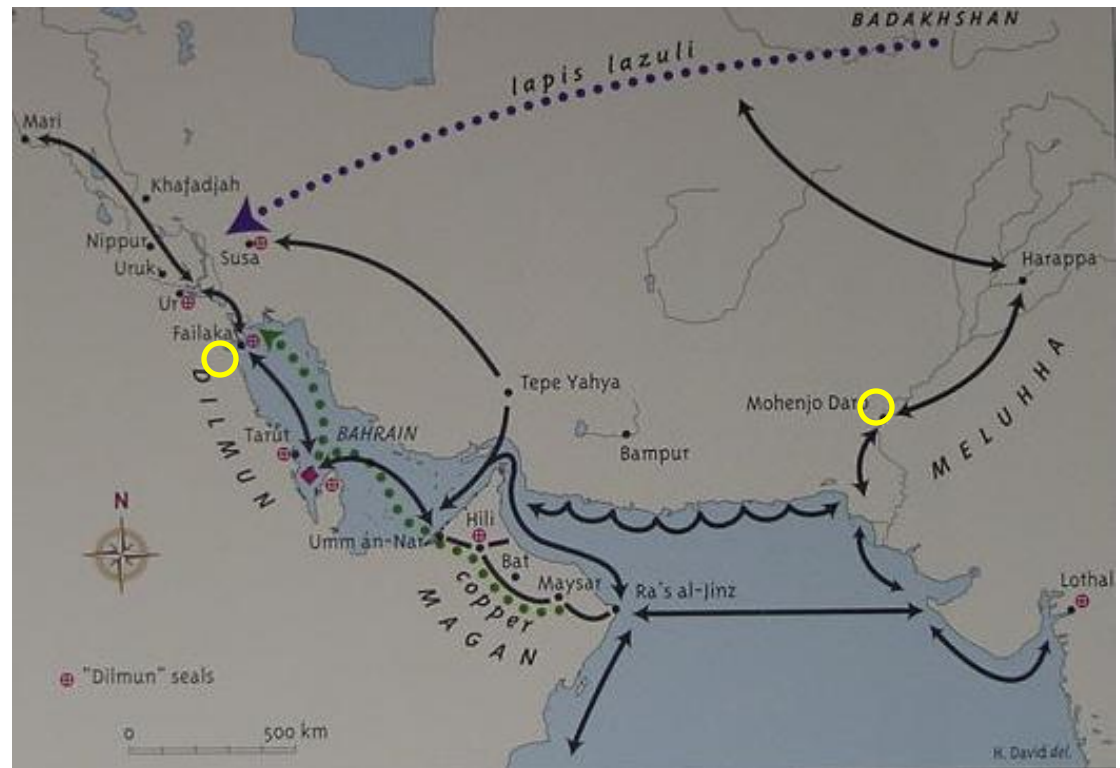 BADAKHSHAN
lapis lazuli
Mari
Khafadjah
Nippur
Susa
Uruk
Harappa
Ur
Failaka
Tepe Yahya
Mohenjo Daro
DILMUN
MELUHHA
Tarut
BAHRAIN
Bampur
N
Hili
Umm an-Nar
Bat
Maysar
Ra's al-Jinz
Lothal
copper
MAGAN
"Dilmun" seals
0 500 km
H. David del.